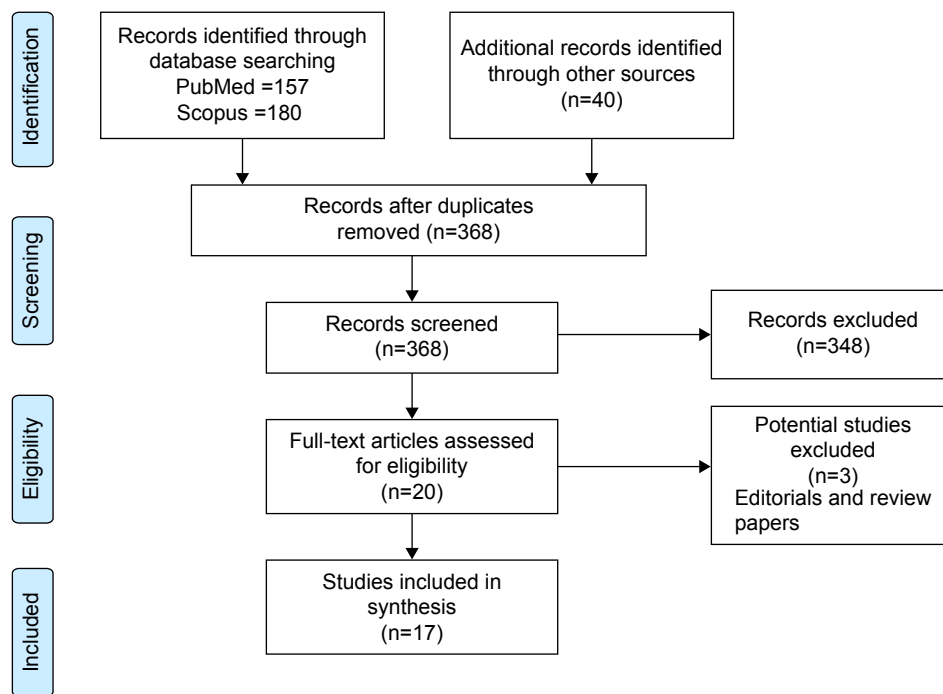 Identification
Records identified through
database searching
PubMed =157
Scopus =180
Additional records identified
through other sources
(n=40)
Records after duplicates
removed (n=368)
Screening
Records screened
(n=368)
Records excluded
(n=348)
Eligibility
Full-text articles assessed
for eligibility
(n=20)
Potential studies
excluded
(n=3)
Editorials and review
papers
Included
Studies included in
synthesis
(n=17)